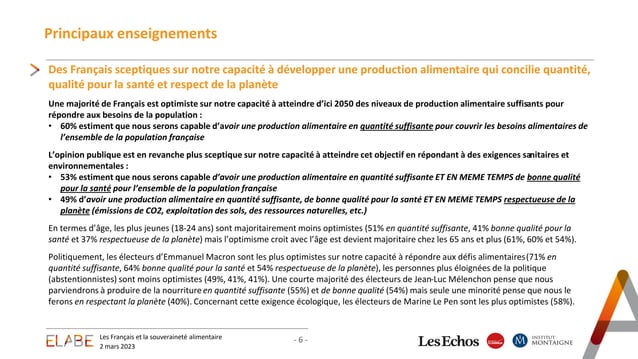 Principaux enseignements
Des Français sceptiques sur notre capacité à développer une production alimentaire qui concilie quantité,
qualité pour la santé et respect de la planète
Une majorité de Français est optimiste sur notre capacité à atteindre d’ici 2050 des niveaux de production alimentaire suffisants pour
répondre aux besoins de la population :
• 60% estiment que nous serons capable d’avoir une production alimentaire en quantité suffisante pour couvrir les besoins alimentaires de
l’ensemble de la population française
L’opinion publique est en revanche plus sceptique sur notre capacité à atteindre cet objectif en répondant à des exigences sanitaires et
environnementales :
• 53% estiment que nous serons capable d’avoir une production alimentaire en quantité suffisante ET EN MEME TEMPS de bonne qualité
pour la santé pour l’ensemble de la population française
• 49% d’avoir une production alimentaire en quantité suffisante, de bonne qualité pour la santé ET EN MEME TEMPS respectueuse de la
planète (émissions de CO2, exploitation des sols, des ressources naturelles, etc.)
En termes d’âge, les plus jeunes (18-24 ans) sont majoritairement moins optimistes (51% en quantité suffisante, 41% bonne qualité pour la
santé et 37% respectueuse de la planète) mais l’optimisme croit avec l’âge est devient majoritaire chez les 65 ans et plus (61%, 60% et 54%).
Politiquement, les électeurs d’Emmanuel Macron sont les plus optimistes sur notre capacité à répondre aux défis alimentaires (71% en
quantité suffisante, 64% bonne qualité pour la santé et 54% respectueuse de la planète), les personnes plus éloignées de la politique
(abstentionnistes) sont moins optimistes (49%, 41%, 41%). Une courte majorité des électeurs de Jean-Luc Mélenchon pense que nous
parviendrons à produire de la nourriture en quantité suffisante (55%) et de bonne qualité (54%) mais seule une minorité pense que nous le
ferons en respectant la planète (40%). Concernant cette exigence écologique, les électeurs de Marine Le Pen sont les plus optimistes (58%).
ELABE
Les Français et la souveraineté alimentaire
2 mars 2023
- 6 -
Les Echos
INSTITUT
MONTAIGNE